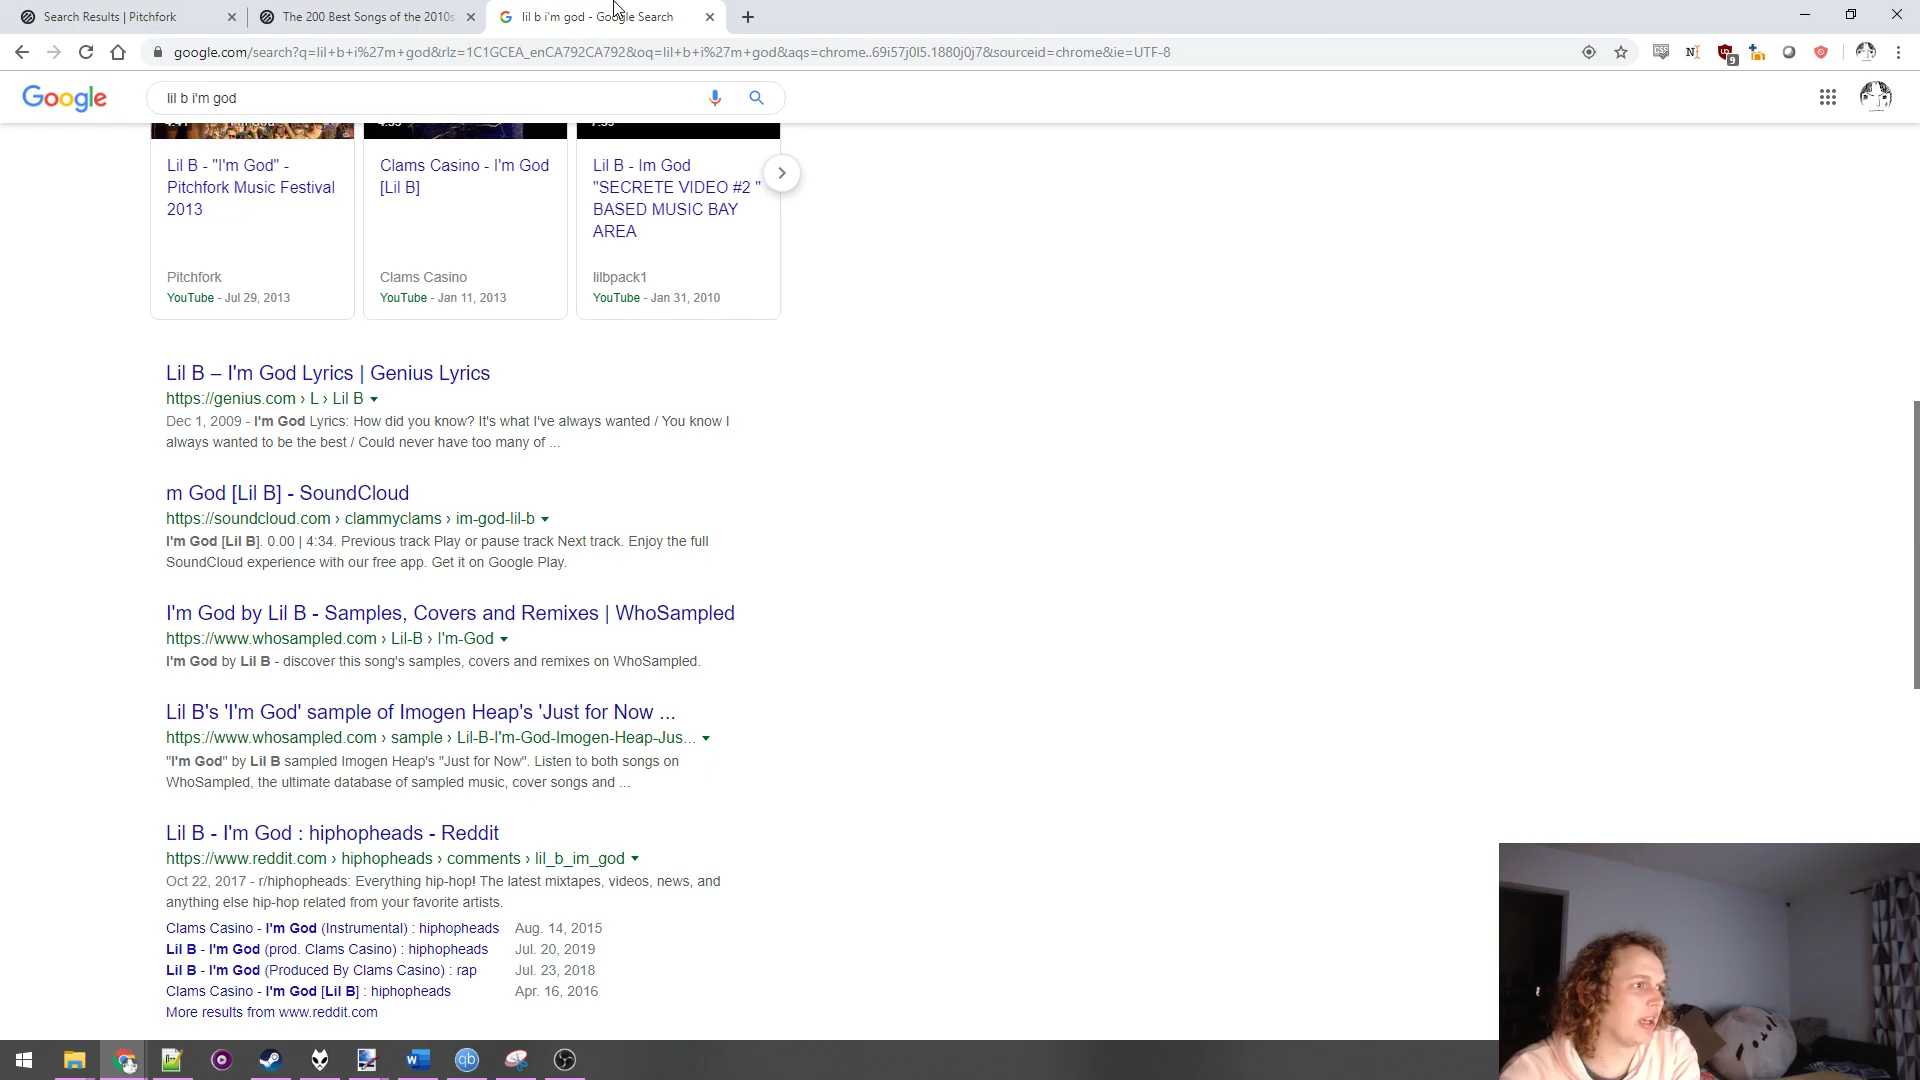 Search Results | Pitchfork
The 200 Best Songs of the 2010s
lil b i'm god - Google Search
google.com/search?q=lil+b+i%27m+god&rlz=1C1GCEA_enCA792CA792&oq=lil+b+i%27m+god&aqs=chrome..69i57j0l5.1880j0j7&sourceid=chrome&ie=UTF-8
9
Google
lil b i'm god
Lil B - "I'm God" -
Pitchfork Music Festival
2013
Pitchfork
YouTube - Jul 29, 2013
Clams Casino - I'm God
[Lil B]
Clams Casino
YouTube - Jan 11, 2013
Lil B - Im God
"SECRETE VIDEO #2 "
BASED MUSIC BAY
AREA
lilbpack1
YouTube - Jan 31, 2010
Lil B – I'm God Lyrics | Genius Lyrics
https://genius.com › L › Lil B
Dec 1, 2009 - I'm God Lyrics: How did you know? It's what I've always wanted / You know I
always wanted to be the best / Could never have too many of ...
m God [Lil B] - SoundCloud
https://soundcloud.com › clammyclams › im-god-lil-b
I'm God [Lil B]. 0.00 | 4:34. Previous track Play or pause track Next track. Enjoy the full
SoundCloud experience with our free app. Get it on Google Play.
I'm God by Lil B - Samples, Covers and Remixes | WhoSampled
https://www.whosampled.com › Lil-B › I'm-God
I'm God by Lil B - discover this song's samples, covers and remixes on WhoSampled.
Lil B's 'I'm God' sample of Imogen Heap's 'Just for Now ...
https://www.whosampled.com › sample › Lil-B-I'm-God-Imogen-Heap-Jus...
"I'm God" by Lil B sampled Imogen Heap's "Just for Now". Listen to both songs on
WhoSampled, the ultimate database of sampled music, cover songs and ...
Lil B - I'm God : hiphopheads - Reddit
https://www.reddit.com › hiphopheads › comments › lil_b_im_god
Oct 22, 2017 - r/hiphopheads: Everything hip-hop! The latest mixtapes, videos, news, and
anything else hip-hop related from your favorite artists.
Clams Casino - I'm God (Instrumental) : hiphopheads Aug. 14, 2015
Lil B - I'm God (prod. Clams Casino) : hiphopheads Jul. 20, 2019
Lil B - I'm God (Produced By Clams Casino) : rap Jul. 23, 2018
Clams Casino - I'm God [Lil B] : hiphopheads Apr. 16, 2016
More results from www.reddit.com